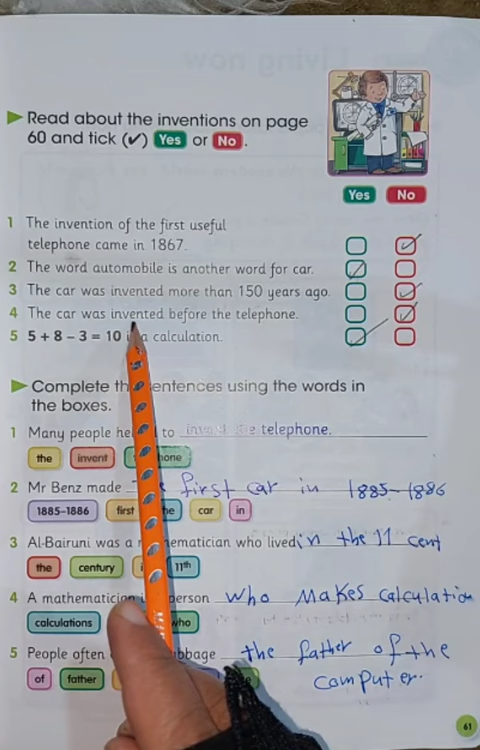 Read about the inventions on page
60 and tick (✓) Yes or No.
Yes No
1 The invention of the first useful
telephone came in 1867.
2 The word automobile is another word for car.
3 The car was invented more than 150 years ago.
4 The car was invented before the telephone.
5 5 + 8 – 3 = 10 a calculation.
Complete the sentences using the words in
the boxes.
1 Many people he to invent the telephone.
the invent
2 Mr Benz made first car in 1885-1886
1885–1886 first car in
3 Al-Bairuni was a mathematician who lived in the 11 cent
the century 11th
4 A mathematician person who makes calculation
calculations who
5 People often the father of the
computer.
of father
61